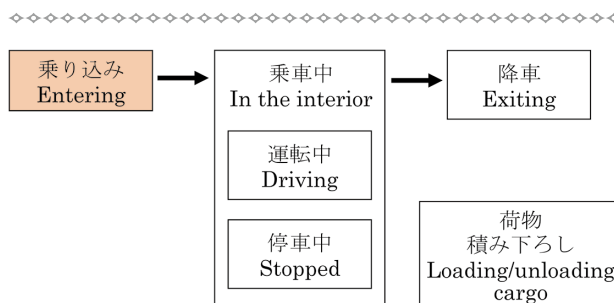 乗り込み
Entering
乗車中
In the interior
運転中
Driving
停車中
Stopped
降車
Exiting
荷物
積み下ろし
Loading/unloading
cargo